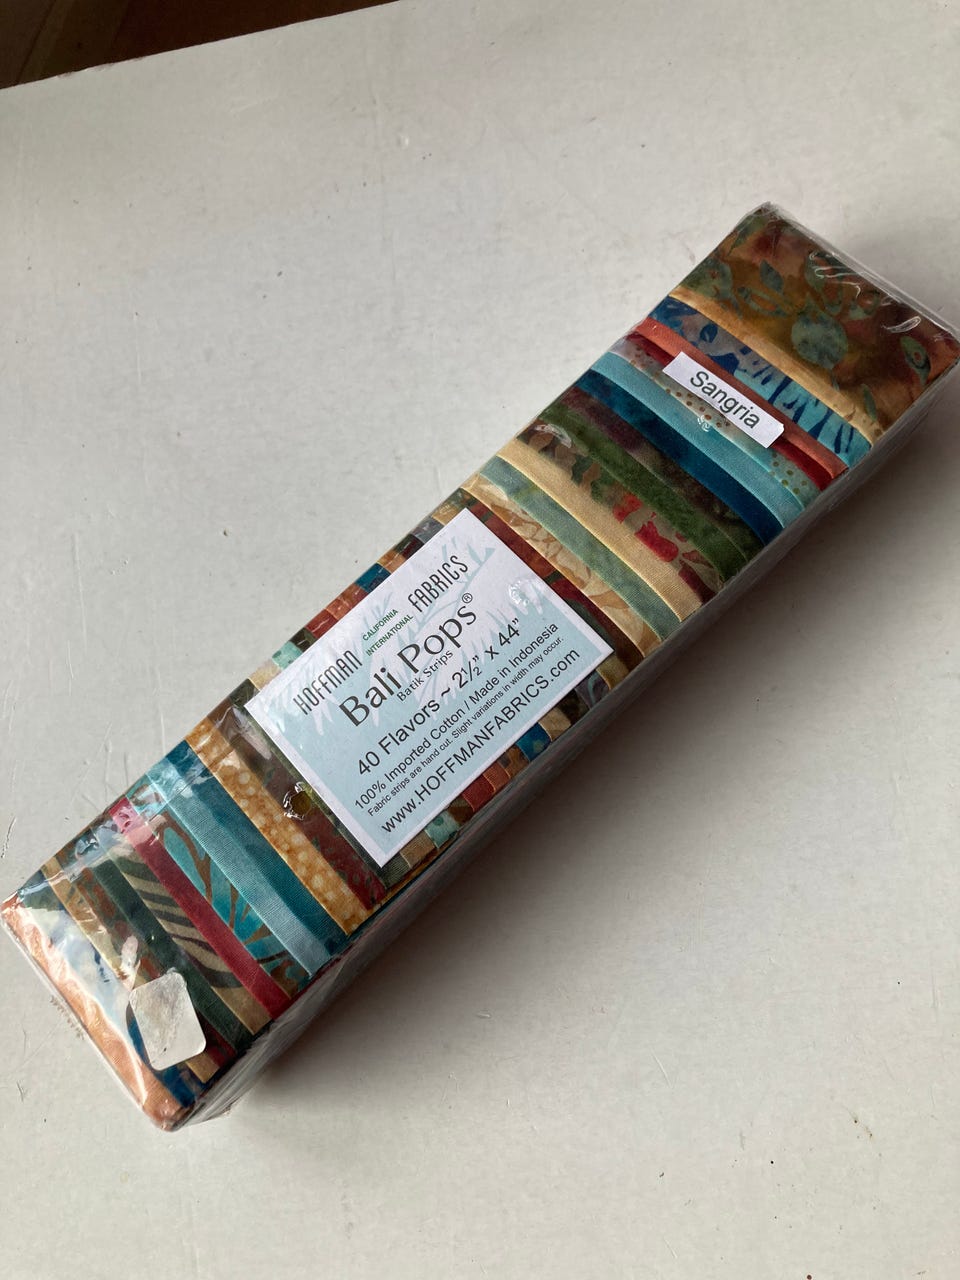 Sangria
HOFFMAN CALIFORNIA INTERNATIONAL FABRICS
Bali Pops®
Batik Strips
40 Flavors ~ 2½" x 44"
100% Imported Cotton / Made in Indonesia
Fabric strips are hand cut. Slight variations in width may occur.
www.HOFFMANFABRICS.com